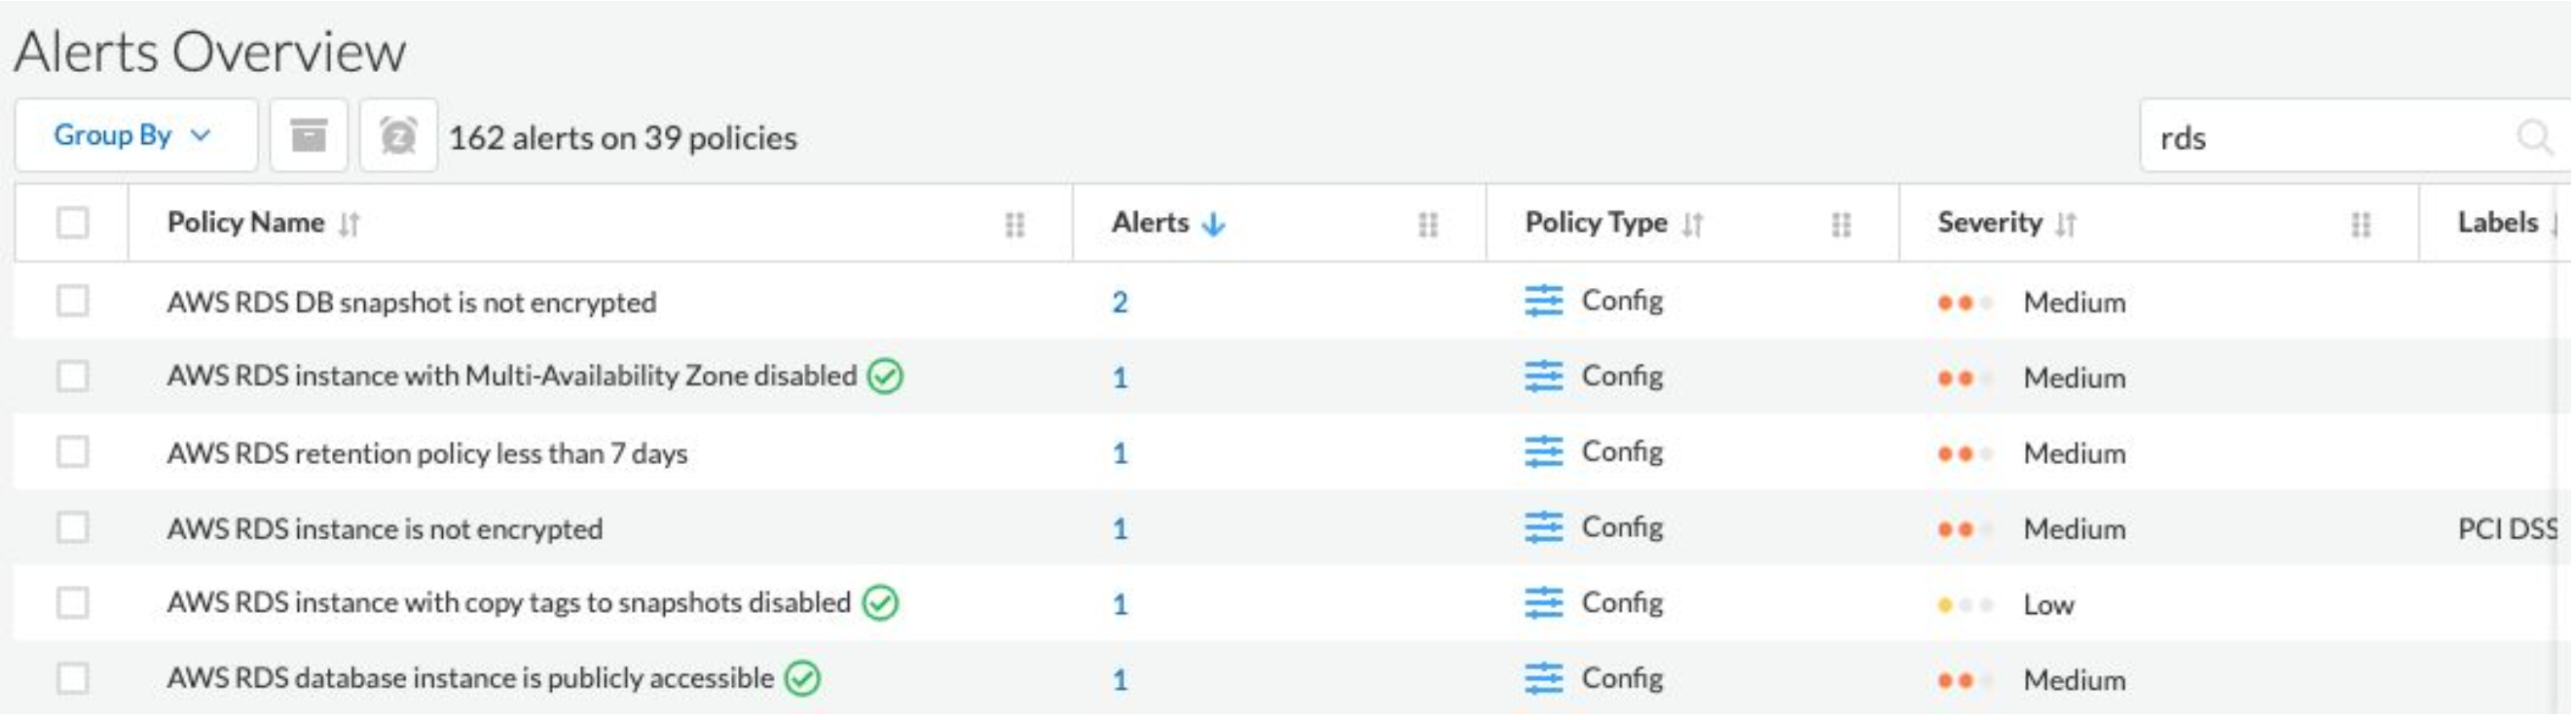 Alerts Overview
Group By 162 alerts on 39 policies rds
Policy Name Alerts Policy Type Severity Labels
AWS RDS DB snapshot is not encrypted 2 Config Medium
AWS RDS instance with Multi-Availability Zone disabled 1 Config Medium
AWS RDS retention policy less than 7 days 1 Config Medium
AWS RDS instance is not encrypted 1 Config Medium PCI DSS
AWS RDS instance with copy tags to snapshots disabled 1 Config Low
AWS RDS database instance is publicly accessible 1 Config Medium